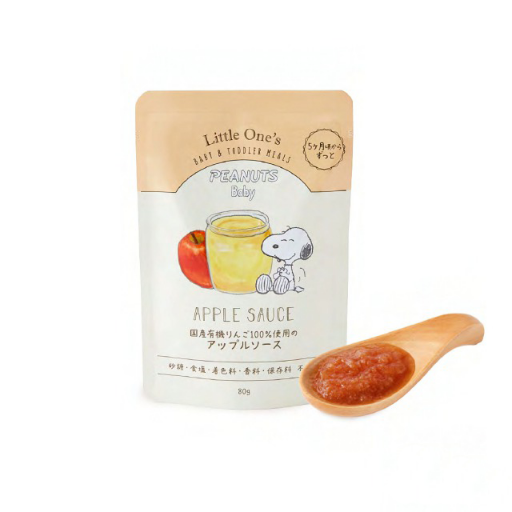 Little One's
BABY & TODDLER MEALS
5ヶ月頃から
ずっと
PEANUTS
Baby
APPLE SAUCE
国産有機りんご100%使用の
アップルソース
砂糖・食塩・着色料・香料・保存料 不
80g